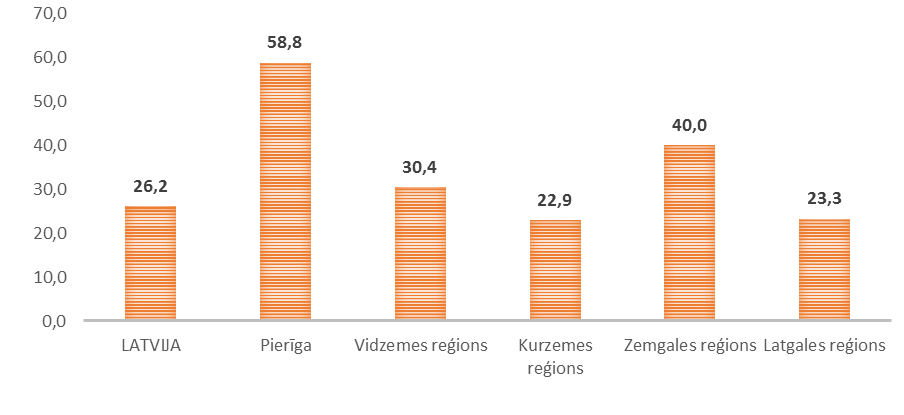 70,0
60,0
50,0
40,0
30,0
20,0
10,0
0,0
26,2
58,8
30,4
22,9
40,0
23,3
LATVIJA
Pierīga
Vidzemes reģions
Kurzemes
reģions
Zemgales reģions
Latgales reģions